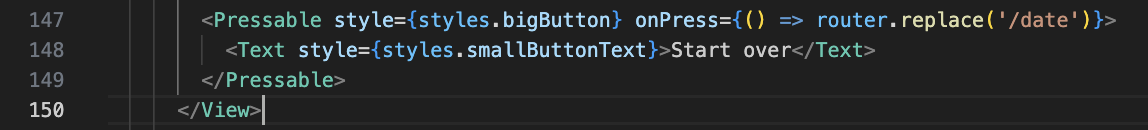 147 <Pressable style={styles.bigButton} onPress={() => router.replace('/date')}>
148 <Text style={styles.smallButtonText}>Start over</Text>
149 </Pressable>
150 </View>